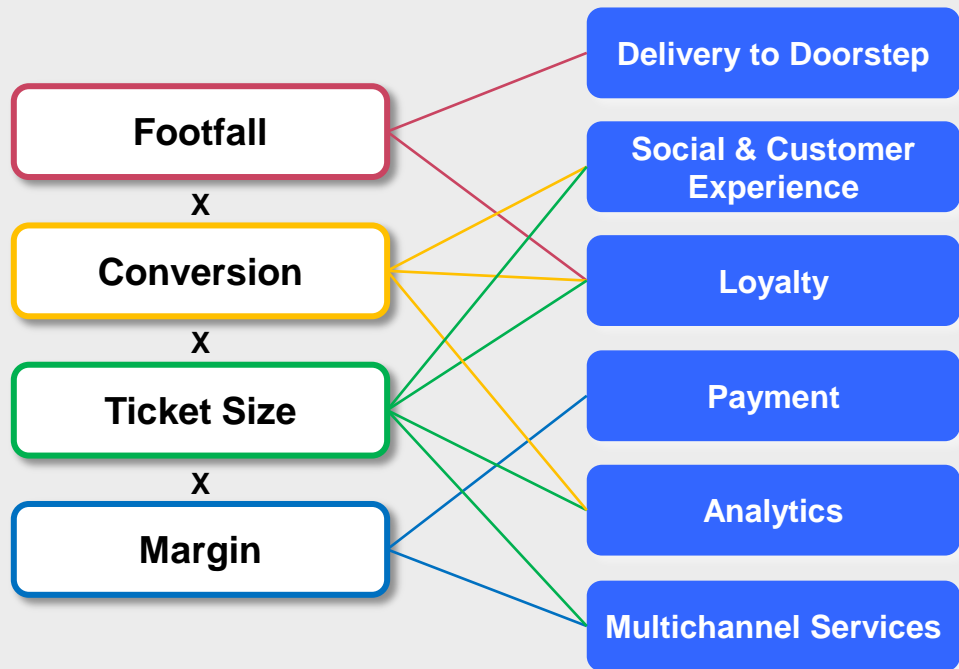 Footfall
X
Conversion
X
Ticket Size
X
Margin
Delivery to Doorstep
Social & Customer
Experience
Loyalty
Payment
Analytics
Multichannel Services